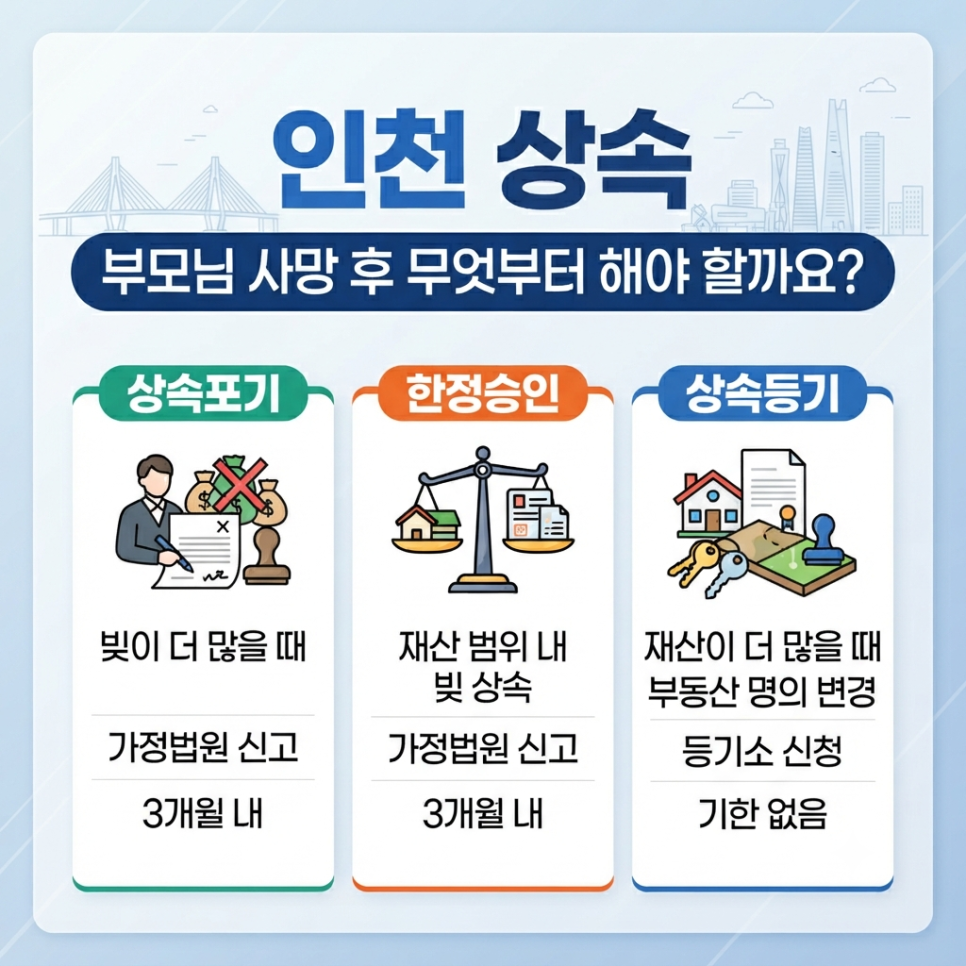 인천 상속
부모님 사망 후 무엇부터 해야 할까요?
상속포기
빚이 더 많을 때
가정법원 신고
3개월 내
한정승인
재산 범위 내
빚 상속
가정법원 신고
3개월 내
상속등기
재산이 더 많을 때
부동산 명의 변경
등기소 신청
기한 없음